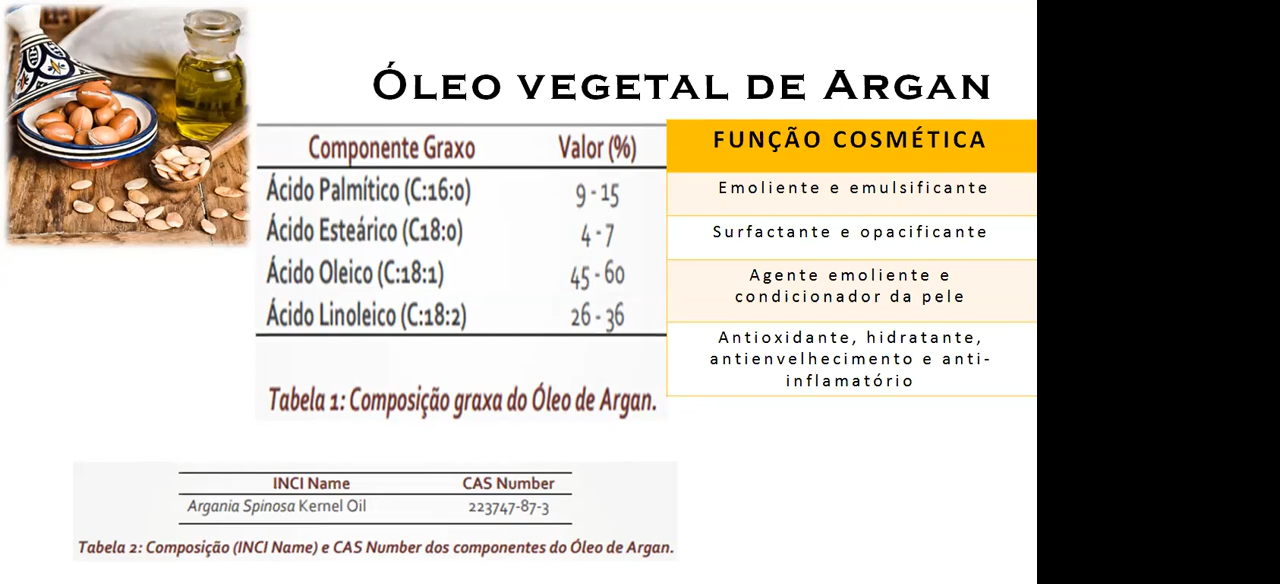 ÓLEO VEGETAL DE ARGAN
Componente Graxo Valor (%) FUNÇÃO COSMÉTICA
Ácido Palmítico (C:16:0) 9 - 15 Emoliente e emulsificante
Ácido Esteárico (C18:0) 4 - 7 Surfactante e opacificante
Ácido Oleico (C:18:1) 45 - 60 Agente emoliente e
condicionador da pele
Ácido Linoleico (C:18:2) 26 - 36 Antioxidante, hidratante,
antienvelhecimento e anti-
inflamatório
Tabela 1: Composição graxa do Óleo de Argan.
INCI Name CAS Number
Argania Spinosa Kernel Oil 223747-87-3
Tabela 2: Composição (INCI Name) e CAS Number dos componentes do Óleo de Argan.